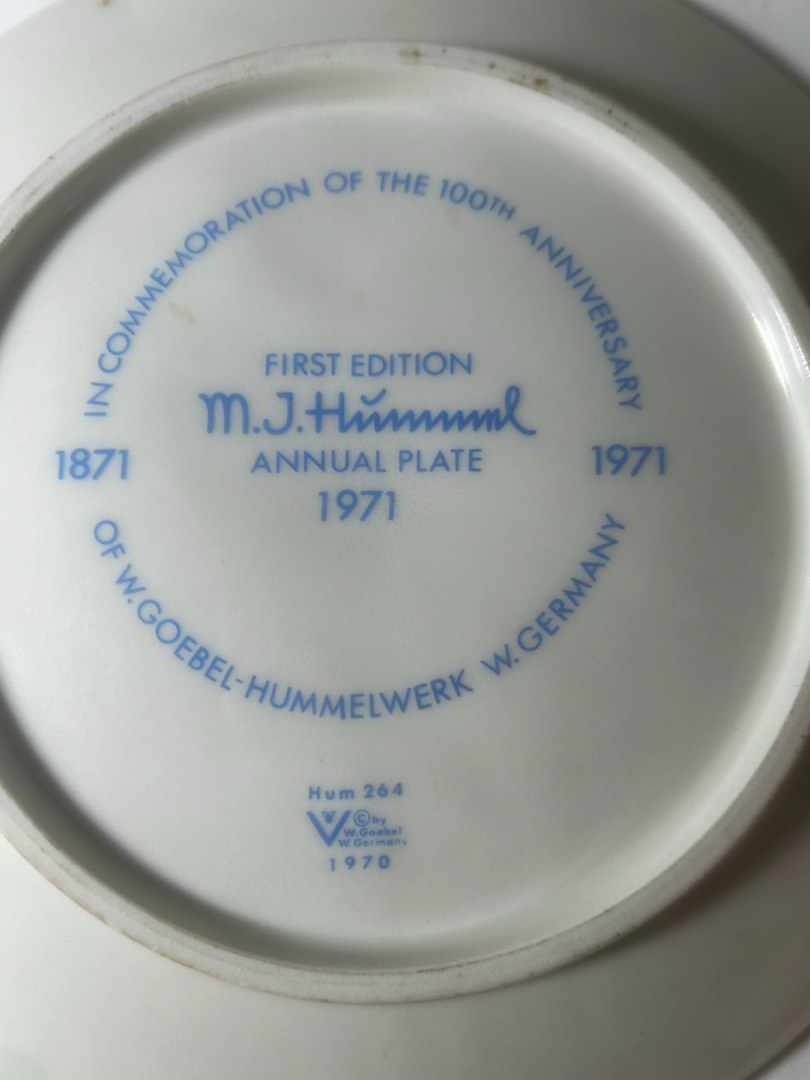 IN COMMEMORATION OF THE 100TH ANNIVERSARY
FIRST EDITION
M.J.Hummel
ANNUAL PLATE
1971
1871
1971
OF W.GOEBEL-HUMMELWERK W.GERMANY
Hum 264
© by
W.Goebel
W.Germany
1970